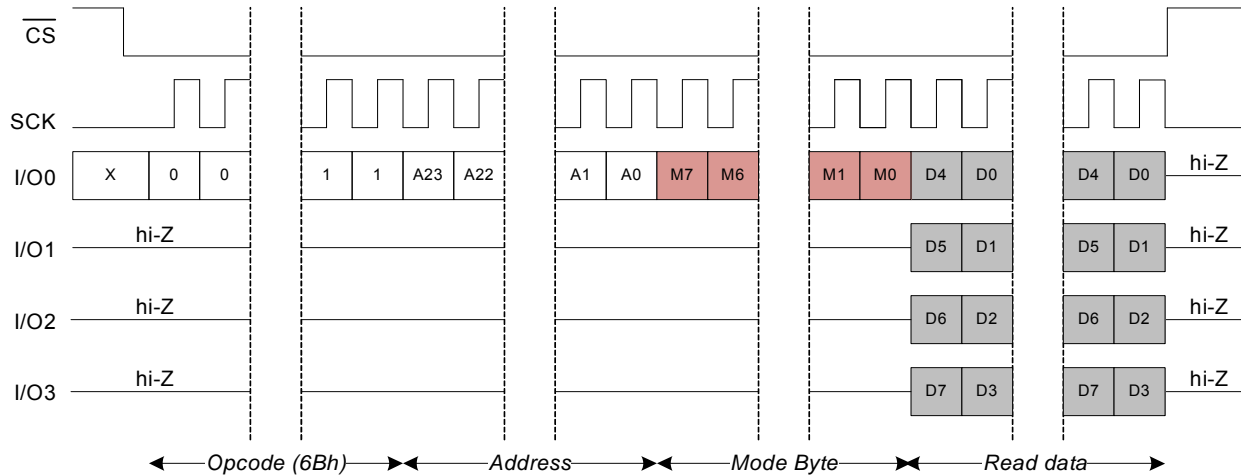 CS
SCK
I/O0 X 0 0 1 1 A23 A22 A1 A0 M7 M6 M1 M0 D4 D0 D4 D0 hi-Z
I/O1 hi-Z D5 D1 D5 D1 hi-Z
I/O2 hi-Z D6 D2 D6 D2 hi-Z
I/O3 hi-Z D7 D3 D7 D3 hi-Z
Opcode (6Bh) Address Mode Byte Read data